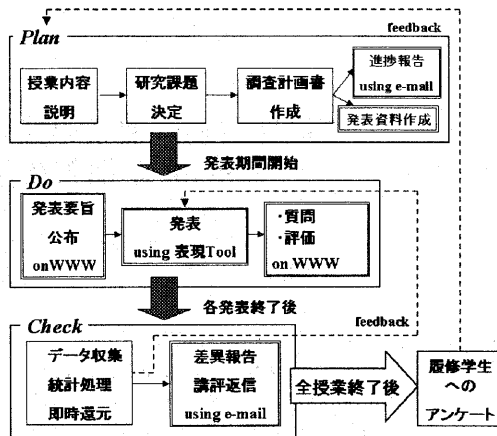 feedback
Plan
授業内容
説明
研究課題
決定
調査計画書
作成
進捗報告
using e-mail
発表資料作成
発表期間開始
Do
発表要旨
公布
onWWW
発表
using 表現Tool
・質問
・評価
on WWW
各発表終了後
feedback
Check
データ収集
統計処理
即時還元
差異報告
講評返信
using e-mail
全授業終了後
履修学生
への
アンケート